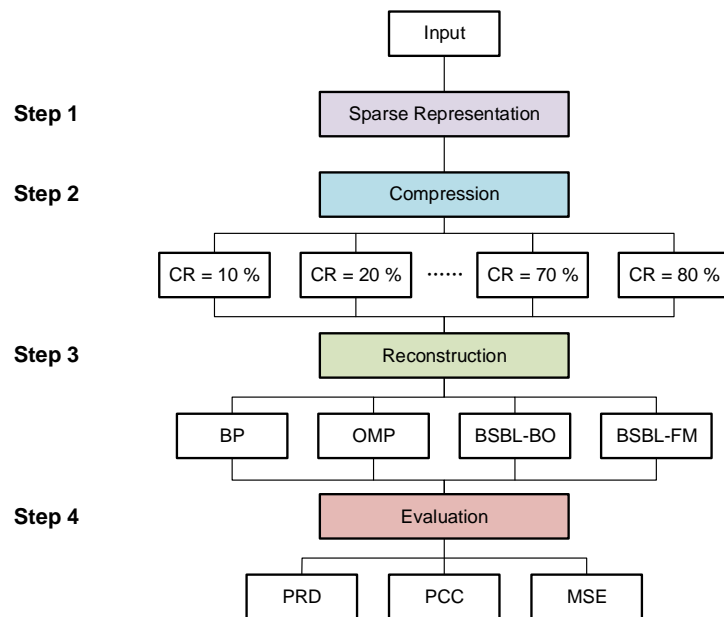 Input
Step 1
Sparse Representation
Step 2
Compression
CR = 10 %
CR = 20 %
......
CR = 70 %
CR = 80 %
Step 3
Reconstruction
BP
OMP
BSBL-BO
BSBL-FM
Step 4
Evaluation
PRD
PCC
MSE